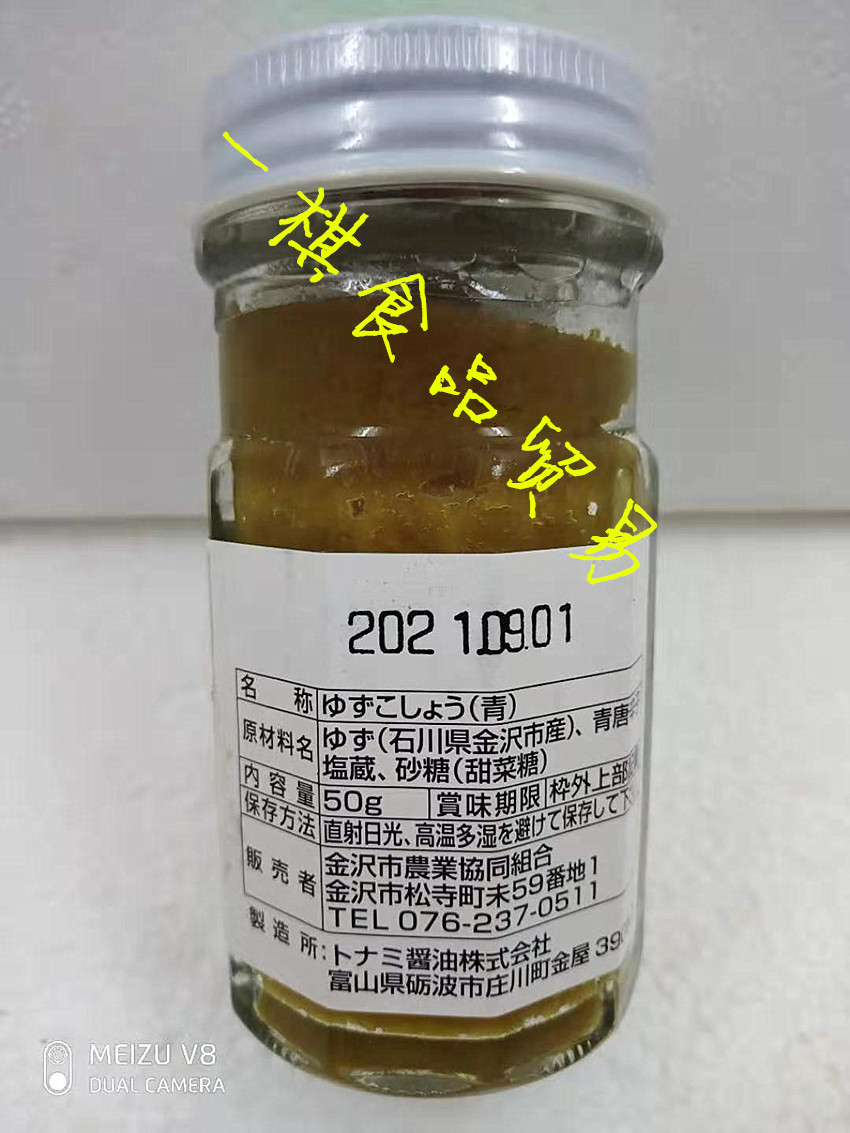 一祺食品贸易
2021.09.01
名称 ゆずこしょう(青)
原材料名 ゆず(石川県金沢市産)、青唐辛
塩蔵、砂糖(甜菜糖)
内容量 50g 賞味期限 枠外上部
保存方法 直射日光、高温多湿を避けて保存して下
販売者 金沢市農業協同組合
金沢市松寺町未59番地1
TEL 076-237-0511
製造所:トナミ醤油株式会社
富山県砺波市庄川町金屋 390
MEIZU V8
DUAL CAMERA